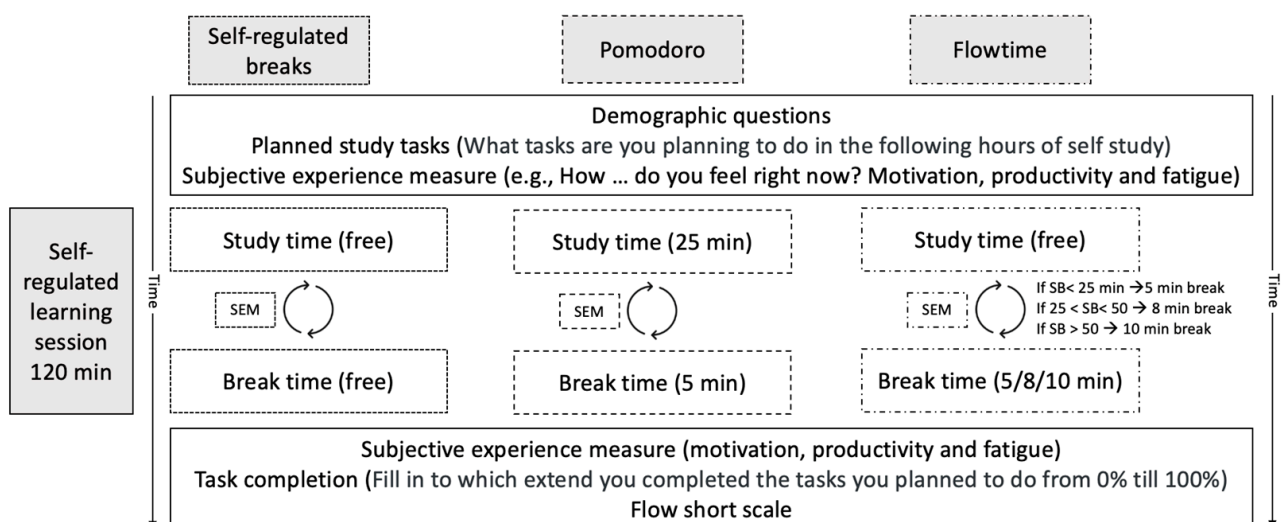 Self-regulated
breaks
Pomodoro
Flowtime
Demographic questions
Planned study tasks (What tasks are you planning to do in the following hours of self study)
Subjective experience measure (e.g., How ... do you feel right now? Motivation, productivity and fatigue)
Self-
regulated
learning
session
120 min
Time
Study time (free)
Study time (25 min)
Study time (free)
SEM
SEM
SEM
If SB< 25 min →5 min break
If 25 < SB< 50 → 8 min break
If SB > 50 → 10 min break
Time
Break time (free)
Break time (5 min)
Break time (5/8/10 min)
Subjective experience measure (motivation, productivity and fatigue)
Task completion (Fill in to which extend you completed the tasks you planned to do from 0% till 100%)
Flow short scale